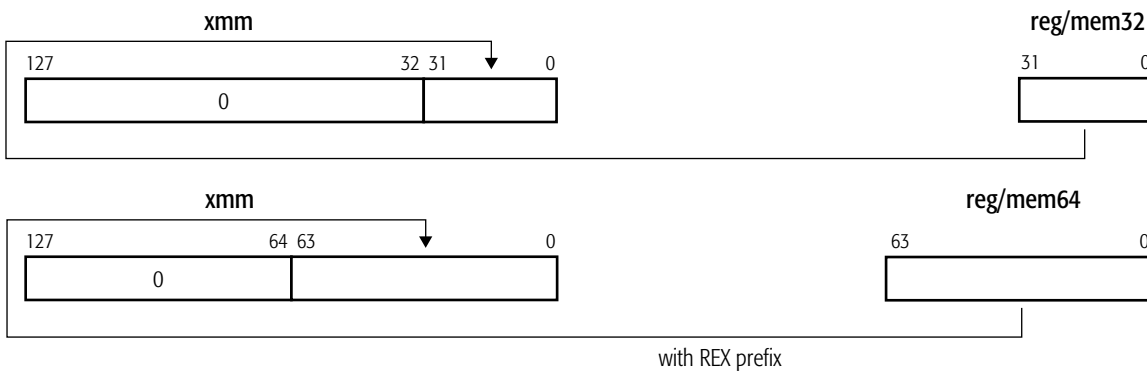 xmm reg/mem32
127 32 31 0 31 0
0
xmm reg/mem64
127 64 63 0 63 0
0
with REX prefix